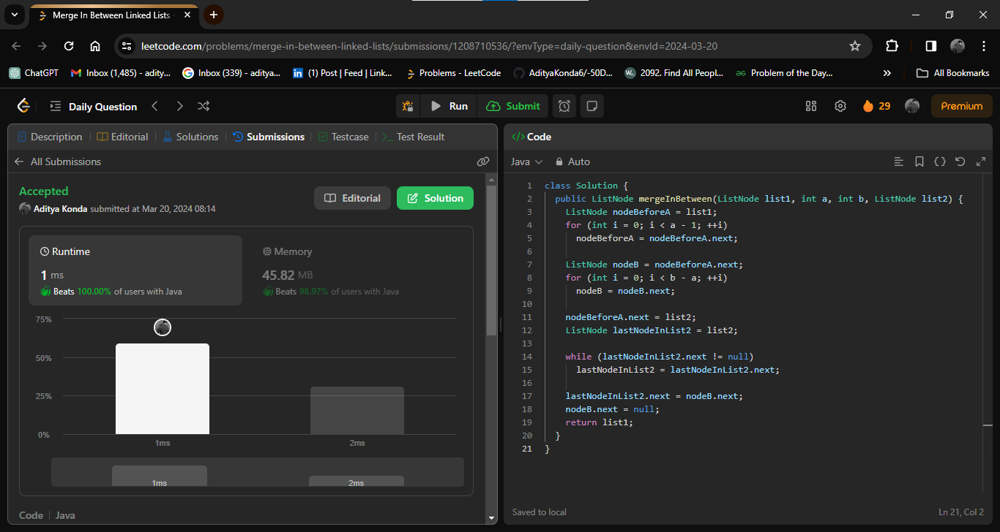 Merge In Between Linked Lists
leetcode.com/problems/merge-in-between-linked-lists/submissions/1208710536/?envType=daily-question&envId=2024-03-20
ChatGPT Inbox (1,485) - adity... Inbox (339) - aditya... (1) Post | Feed | Link... Problems - LeetCode AdityaKonda6/-50D... 2092. Find All Peopl... Problem of the Day... » All Bookmarks
Daily Question Run Submit 29 Premium
Description Editorial Solutions Submissions Testcase Test Result
All Submissions
Accepted
Editorial Solution
Aditya Konda submitted at Mar 20, 2024 08:14
Runtime
1 ms
Beats 100.00% of users with Java
Memory
45.82 MB
Beats 98.97% of users with Java
75%
50%
25%
0%
1ms 2ms
1ms 2ms
Code | Java
</> Code
Java Auto
1 class Solution {
2 public ListNode mergeInBetween(ListNode list1, int a, int b, ListNode list2) {
3 ListNode nodeBeforeA = list1;
4 for (int i = 0; i < a - 1; ++i)
5 nodeBeforeA = nodeBeforeA.next;
6
7 ListNode nodeB = nodeBeforeA.next;
8 for (int i = 0; i < b - a; ++i)
9 nodeB = nodeB.next;
10
11 nodeBeforeA.next = list2;
12 ListNode lastNodeInList2 = list2;
13
14 while (lastNodeInList2.next != null)
15 lastNodeInList2 = lastNodeInList2.next;
16
17 lastNodeInList2.next = nodeB.next;
18 nodeB.next = null;
19 return list1;
20 }
21 }
Saved to local Ln 21, Col 2